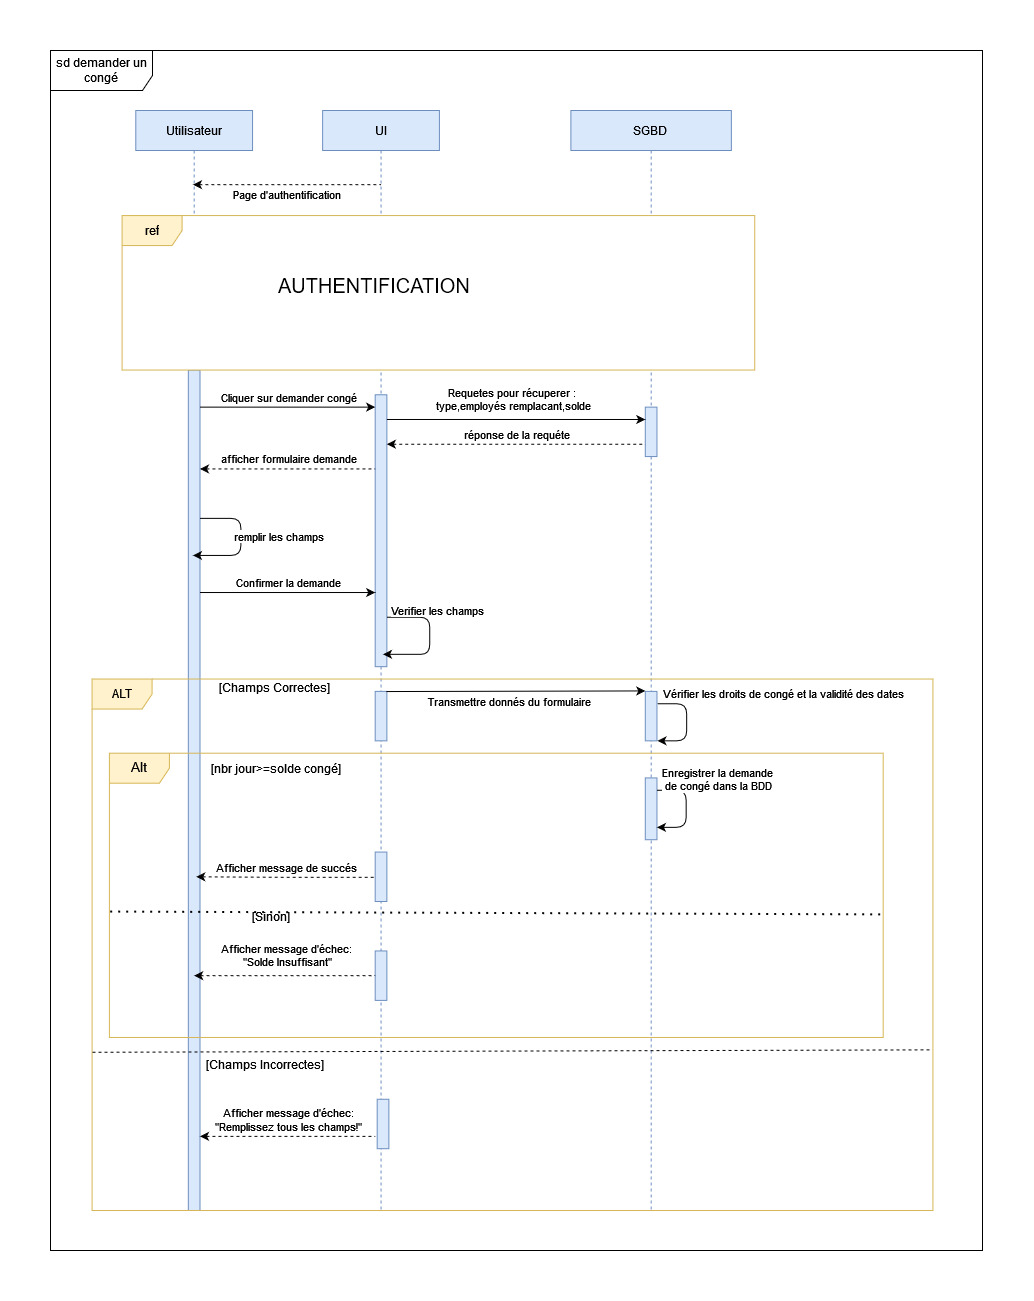 sd demander un
congé
Utilisateur
UI
SGBD
Page d'authentification
ref
AUTHENTIFICATION
Cliquer sur demander congé
Requetes pour récuperer :
type,employés remplacant,solde
réponse de la requéte
afficher formulaire demande
remplir les champs
Confirmer la demande
Verifier les champs
ALT
[Champs Correctes]
Transmettre donnés du formulaire
Vérifier les droits de congé et la validité des dates
Alt
[nbr jour>=solde congé]
Enregistrer la demande
de congé dans la BDD
Afficher message de succés
[Sinon]
Afficher message d'échec:
"Solde Insuffisant"
[Champs Incorrectes]
Afficher message d'échec:
"Remplissez tous les champs!"